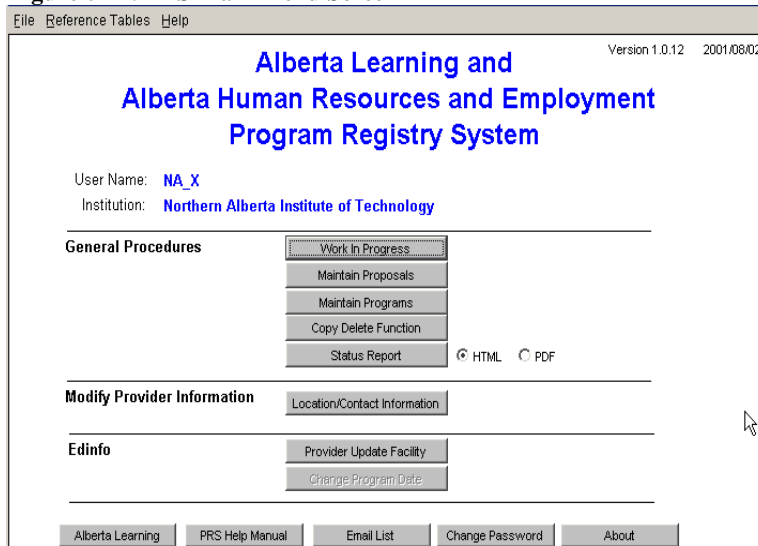 File Reference Tables Help
Version 1.0.12 2001/08/02
Alberta Learning and
Alberta Human Resources and Employment
Program Registry System
User Name: NA_X
Institution: Northern Alberta Institute of Technology
General Procedures
Work In Progress
Maintain Proposals
Maintain Programs
Copy Delete Function
Status Report HTML PDF
Modify Provider Information
Location/Contact Information
Edinfo
Provider Update Facility
Change Program Date
Alberta Learning PRS Help Manual Email List Change Password About